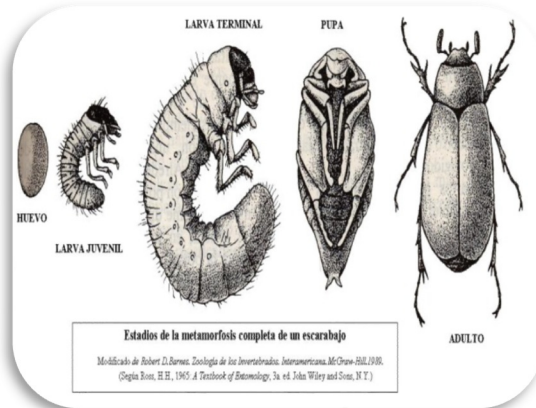 LARVA TERMINAL
PUPA
HUEVO
LARVA JUVENIL
ADULTO
Estadios de la metamorfosis completa de un escarabajo
Modificado de Robert D.Barnes. Zoología de los Invertebrados. Interamericana. McGraw-Hill.1989.
(Según Ross, H.H., 1965: A Textbook of Entomology, 3a. ed. John Wiley and Sons, N.Y.)